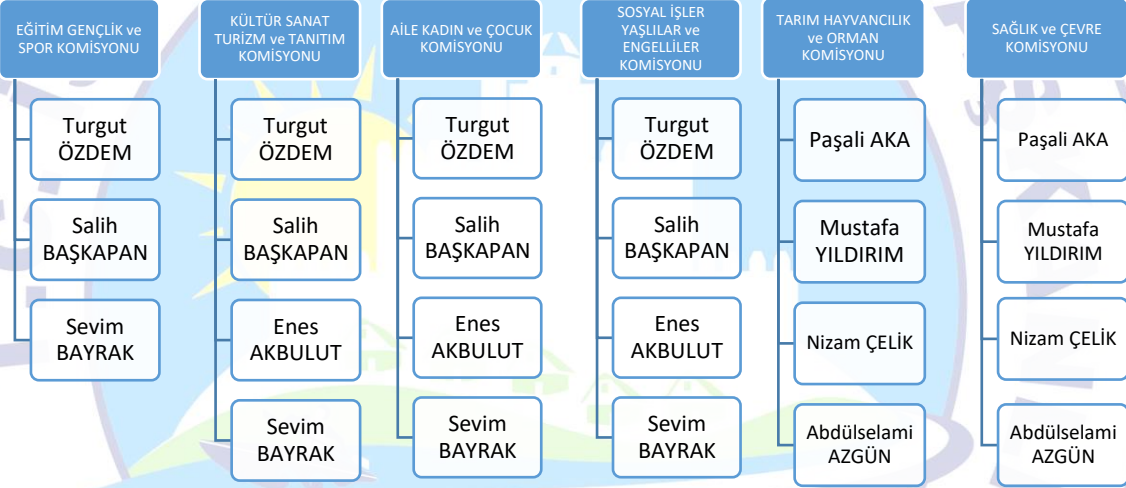 EĞİTİM GENÇLİK ve
SPOR KOMİSYONU
Turgut
ÖZDEM
Salih
BAŞKAPAN
Sevim
BAYRAK
KÜLTÜR SANAT
TURİZM ve TANITIM
KOMİSYONU
Turgut
ÖZDEM
Salih
BAŞKAPAN
Enes
AKBULUT
Sevim
BAYRAK
AİLE KADIN ve ÇOCUK
KOMİSYONU
Turgut
ÖZDEM
Salih
BAŞKAPAN
Enes
AKBULUT
Sevim
BAYRAK
SOSYAL İŞLER
YAŞLILAR ve
ENGELLİLER
KOMİSYONU
Turgut
ÖZDEM
Salih
BAŞKAPAN
Enes
AKBULUT
Sevim
BAYRAK
TARIM HAYVANCILIK
ve ORMAN
KOMİSYONU
Paşali AKA
Mustafa
YILDIRIM
Nizam ÇELİK
Abdülselami
AZGÜN
SAĞLIK ve ÇEVRE
KOMİSYONU
Paşali AKA
Mustafa
YILDIRIM
Nizam ÇELİK
Abdülselami
AZGÜN